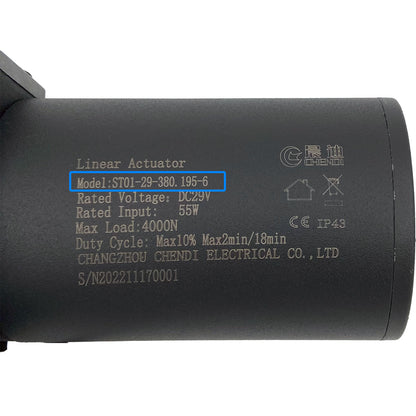 Linear Actuator
Model:ST01-29-380.195-6
Rated Voltage: DC29V
Rated Input: 55W
Max Load:4000N
Duty Cycle: Max10% Max2min/18min
CHANGZHOU CHENDI ELECTRICAL CO.,LTD
S/N202211170001
CHENDI
CE IP43